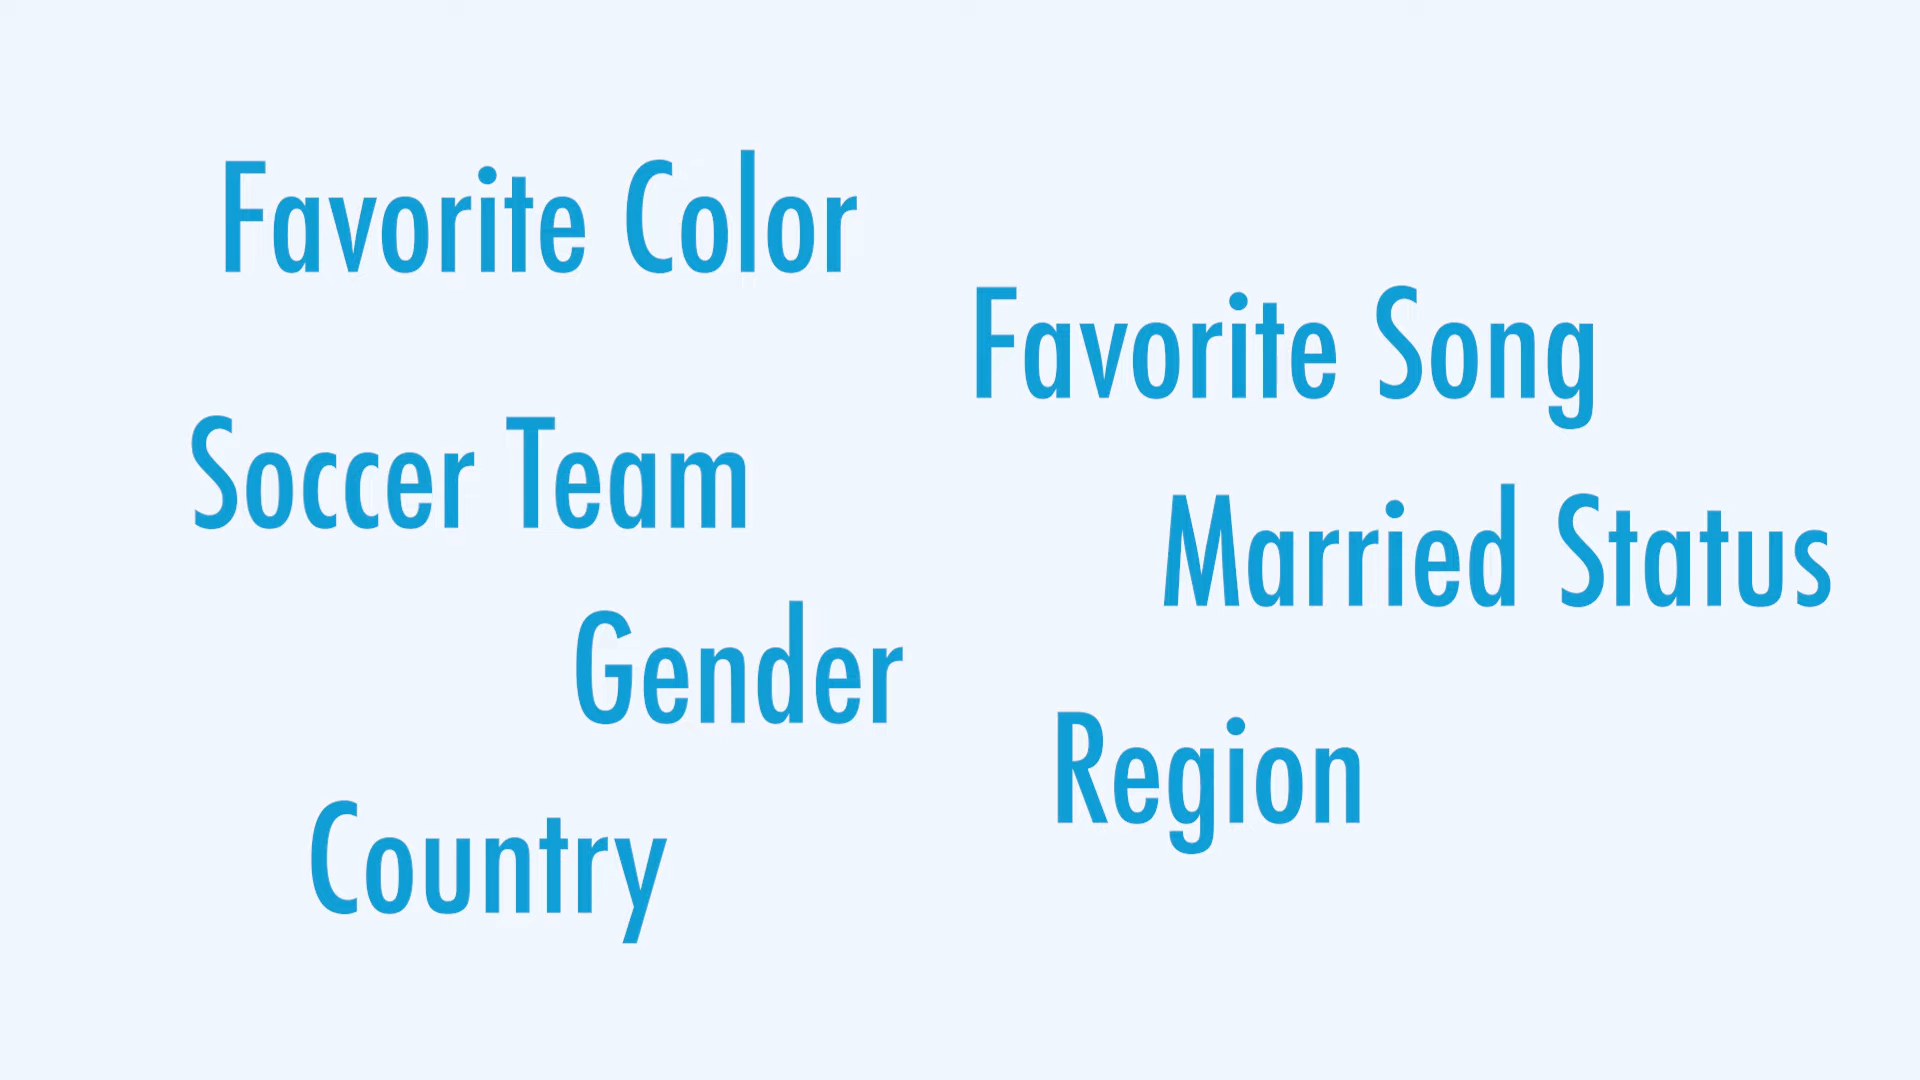 Favorite Color
Favorite Song
Soccer Team
Married Status
Gender
Region
Country